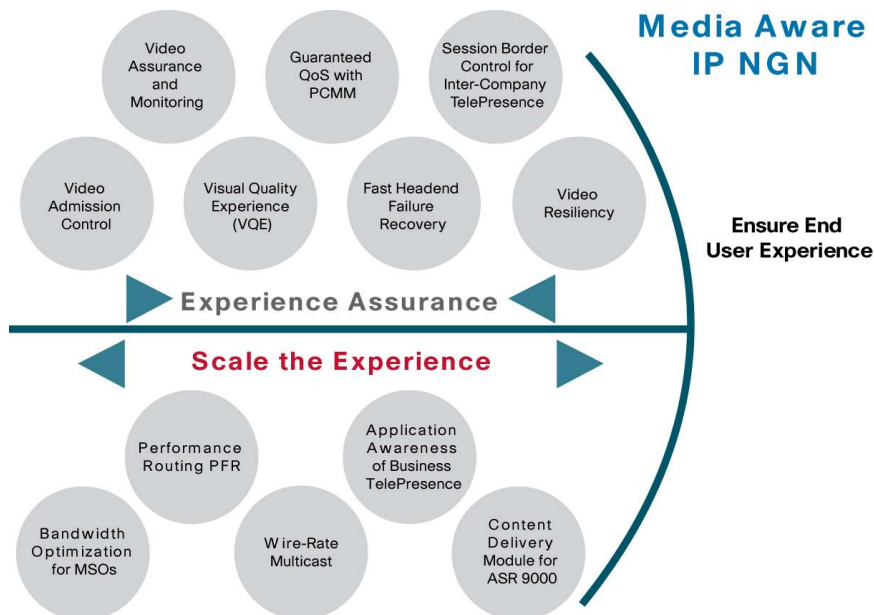 Media Aware
IP NGN
Video
Assurance
and
Monitoring
Guaranteed
QoS with
PCMM
Session Border
Control for
Inter-Company
TelePresence
Video
Admission
Control
Visual Quality
Experience
(VQE)
Fast Headend
Failure
Recovery
Video
Resiliency
Ensure End
User Experience
Experience Assurance
Scale the Experience
Performance
Routing PFR
Application
Awareness
of Business
TelePresence
Bandwidth
Optimization
for MSOs
Wire-Rate
Multicast
Content
Delivery
Module for
ASR 9000